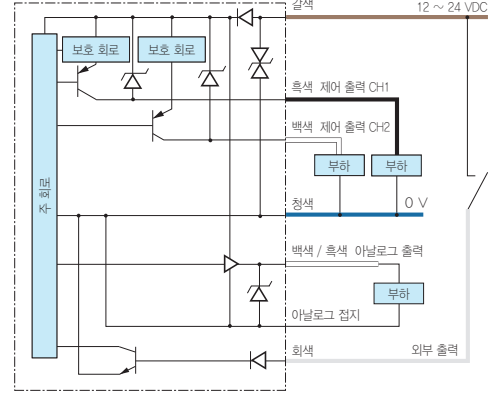 갈색
12 ~ 24 VDC
보호 회로
보호 회로
흑색 제어 출력 CH1
백색 제어 출력 CH2
부하
부하
주 회로
청색
0 V
백색 / 흑색 아날로그 출력
부하
아날로그 접지
회색
외부 출력